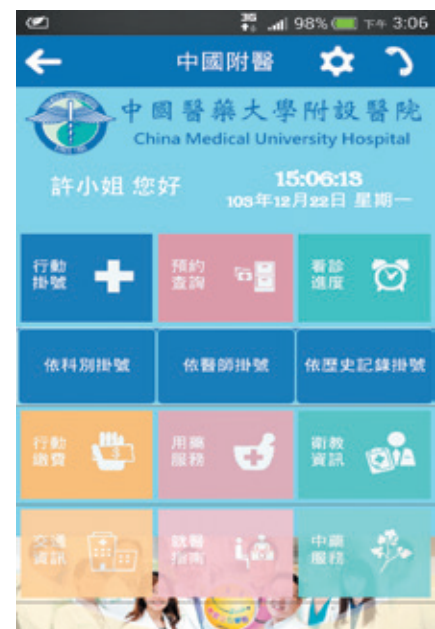 3G 98% 下午 3:06
中國附醫
中國醫藥大學附設醫院
China Medical University Hospital
許小姐 您好
15:06:13
103年12月22日 星期一
行動
掛號
預約
查詢
看診
進度
依科別掛號
依醫師掛號
依歷史記錄掛號
行動
繳費
用藥
服務
衛教
資訊
交通
資訊
就醫
指南
中藥
服務